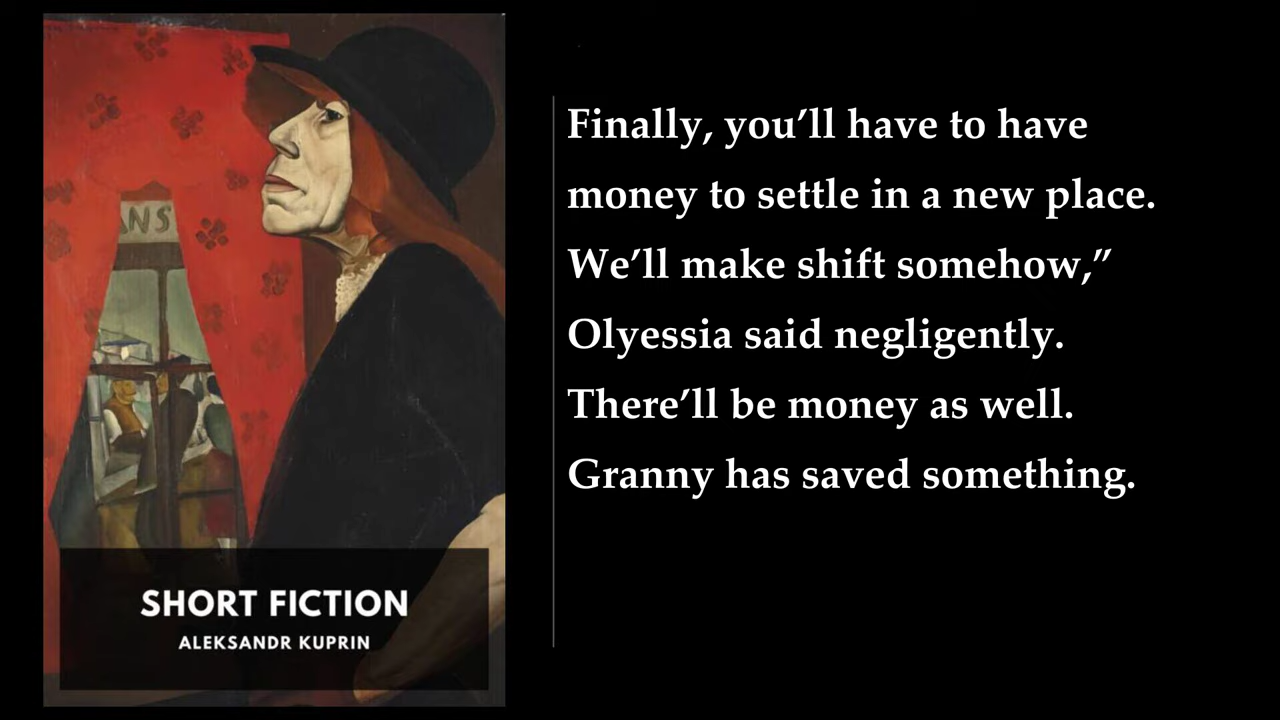 ANS
SHORT FICTION
ALEKSANDR KUPRIN
Finally, you’ll have to have
money to settle in a new place.
We’ll make shift somehow,”
Olyessia said negligently.
There’ll be money as well.
Granny has saved something.